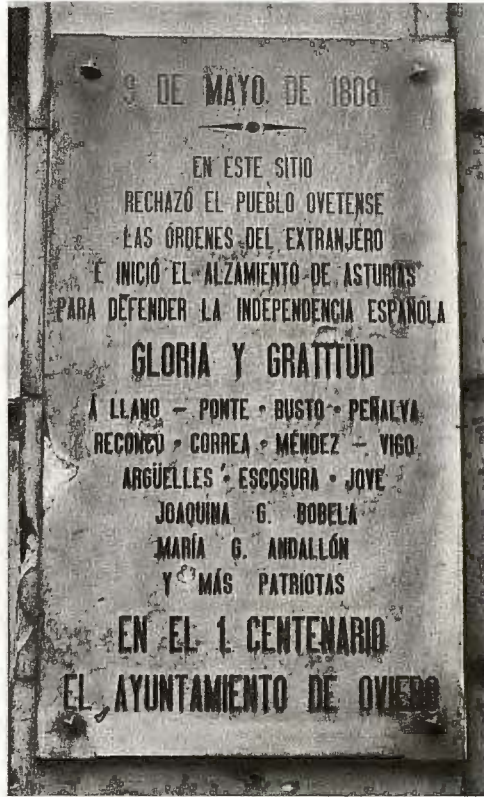 9 DE MAYO. DE 1808
EN ESTE SITIO
RECHAZÓ EL PUEBLO OVETENSE
LAS ÓRDENES DEL EXTRANJERO
É INICIÓ EL ALZAMIENTO DE ASTURIAS
PARA DEFENDER LA INDEPENDENCIA ESPAÑOLA
GLORIA Y GRATITUD
Á LLANO - PONTE · BUSTO · PEÑALVA
RECONCO · CORREA · MÉNDEZ - VIGO
ARGÜELLES · ESCOSURA · JOVE
JOAQUINA G. BOBELA
MARÍA G. ANDALLÓN
Y MÁS PATRIOTAS
EN EL 1. CENTENARIO
EL AYUNTAMIENTO DE OVIEDO